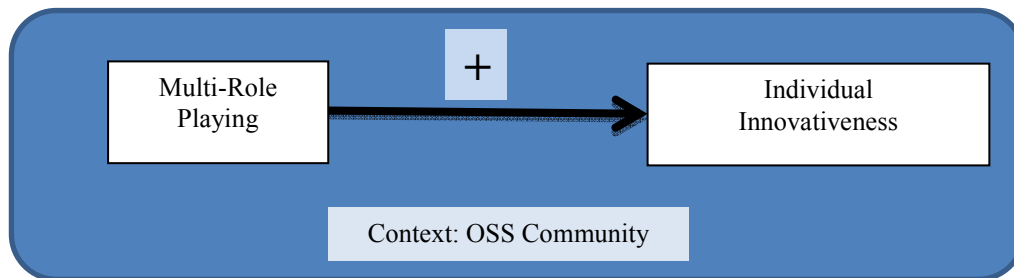 +
Multi-Role
Playing
Individual
Innovativeness
Context: OSS Community